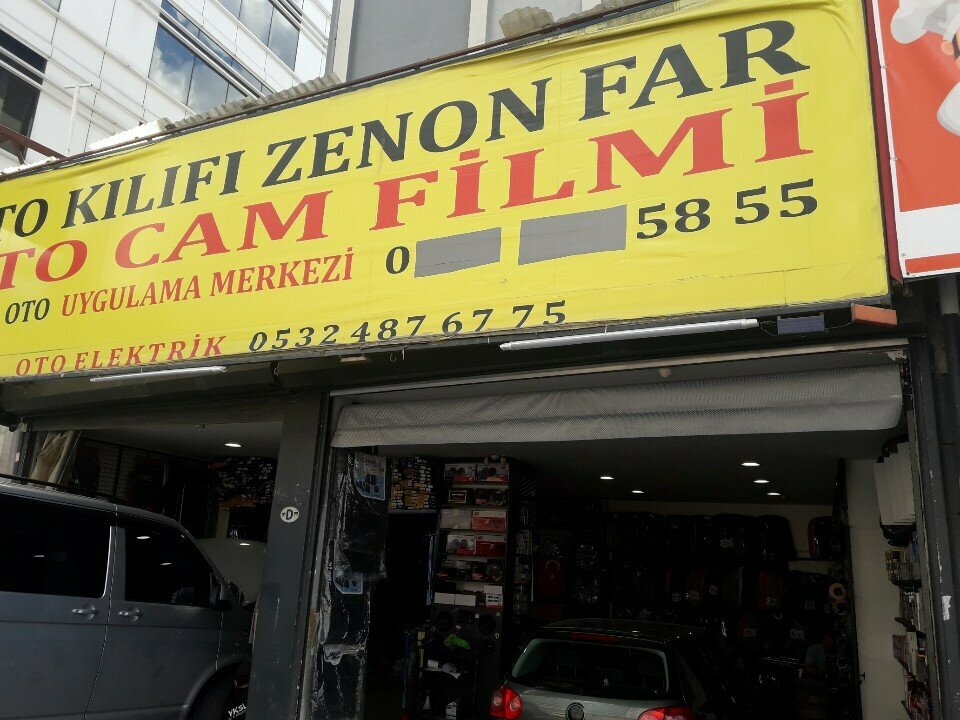 TO KILIFI ZENON FAR
TO CAM FİLMİ
OTO UYGULAMA MERKEZİ 0 58 55
OTO ELEKTRİK 0532 487 67 75
D